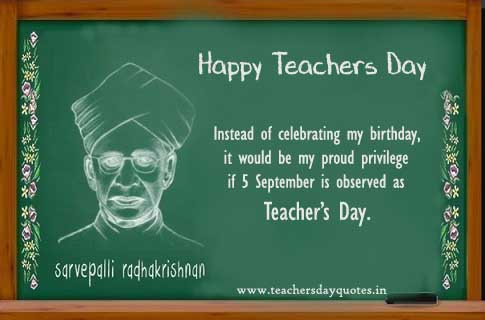 Happy Teachers Day
Instead of celebrating my birthday,
it would be my proud privilege
if 5 September is observed as
Teacher's Day.
sarvepalli radhakrishnan
www.teachersdayquotes.in